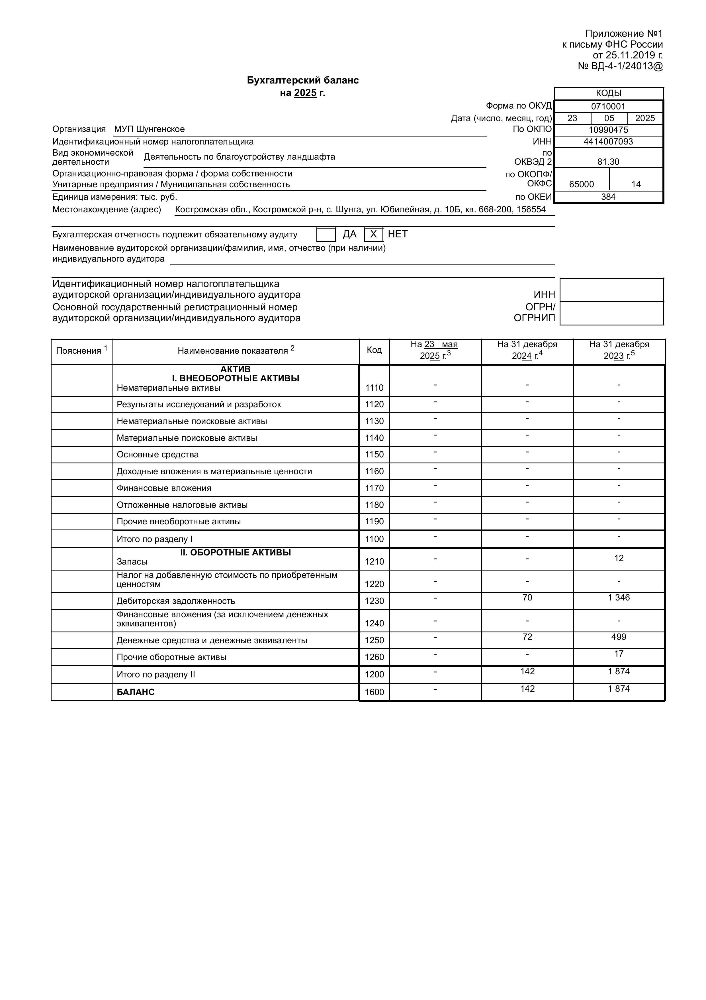 Приложение №1
к письму ФНС России
от 25.11.2019 г.
№ ВД-4-1/24013@
Бухгалтерский баланс
на 2025 г.
КОДЫ
Форма по ОКУД 0710001
Дата (число, месяц, год) 23 05 2025
Организация МУП Шунгенское По ОКПО 10990475
Идентификационный номер налогоплательщика ИНН 4414007093
Вид экономической деятельности Деятельность по благоустройству ландшафта по ОКВЭД 2 81.30
Организационно-правовая форма / форма собственности по ОКОПФ/
Унитарные предприятия / Муниципальная собственность ОКФС 65000 14
Единица измерения: тыс. руб. по ОКЕИ 384
Местонахождение (адрес) Костромская обл., Костромской р-н, с. Шунга, ул. Юбилейная, д. 10Б, кв. 668-200, 156554
Бухгалтерская отчетность подлежит обязательному аудиту ДА X НЕТ
Наименование аудиторской организации/фамилия, имя, отчество (при наличии)
индивидуального аудитора
Идентификационный номер налогоплательщика
аудиторской организации/индивидуального аудитора ИНН
Основной государственный регистрационный номер ОГРН/
аудиторской организации/индивидуального аудитора ОГРНИП
Пояснения 1 Наименование показателя 2 Код На 23 мая 2025 г.3 На 31 декабря 2024 г.4 На 31 декабря 2023 г.5
АКТИВ
I. ВНЕОБОРОТНЫЕ АКТИВЫ
Нематериальные активы 1110 - - -
Результаты исследований и разработок 1120 - - -
Нематериальные поисковые активы 1130 - - -
Материальные поисковые активы 1140 - - -
Основные средства 1150 - - -
Доходные вложения в материальные ценности 1160 - - -
Финансовые вложения 1170 - - -
Отложенные налоговые активы 1180 - - -
Прочие внеоборотные активы 1190 - - -
Итого по разделу I 1100 - - -
II. ОБОРОТНЫЕ АКТИВЫ
Запасы 1210 - - 12
Налог на добавленную стоимость по приобретенным
ценностям 1220 - - -
Дебиторская задолженность 1230 - 70 1 346
Финансовые вложения (за исключением денежных
эквивалентов) 1240 - - -
Денежные средства и денежные эквиваленты 1250 - 72 499
Прочие оборотные активы 1260 - - 17
Итого по разделу II 1200 - 142 1 874
БАЛАНС 1600 - 142 1 874